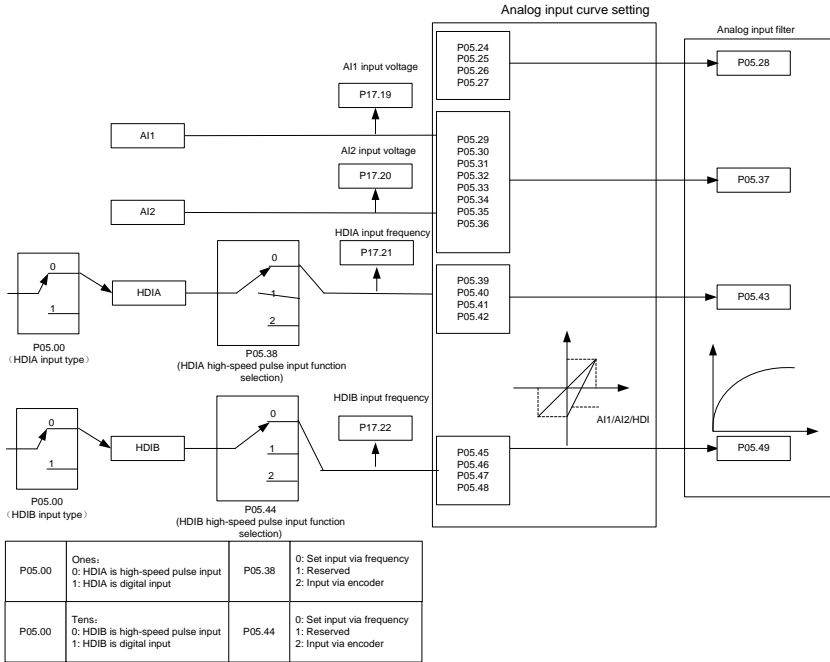 Analog input curve setting
Analog input filter
P05.24
P05.25
P05.26
P05.27
P05.28
AI1 input voltage
P17.19
AI1
AI2 input voltage
P17.20
AI2
P05.29
P05.30
P05.31
P05.32
P05.33
P05.34
P05.35
P05.36
P05.37
HDIA input frequency
P17.21
0
1
HDIA
0
1
2
P05.39
P05.40
P05.41
P05.42
P05.43
P05.00
（HDIA input type）
P05.38
(HDIA high-speed pulse input function
selection)
AI1/AI2/HDI
HDIB input frequency
P17.22
0
1
HDIB
0
1
2
P05.45
P05.46
P05.47
P05.48
P05.49
P05.00
（HDIB input type）
P05.44
(HDIB high-speed pulse input function
selection)
P05.00
Ones：
0: HDIA is high-speed pulse input
1: HDIA is digital input
P05.38
0: Set input via frequency
1: Reserved
2: Input via encoder
P05.00
Tens：
0: HDIB is high-speed pulse input
1: HDIB is digital input
P05.44
0: Set input via frequency
1: Reserved
2: Input via encoder